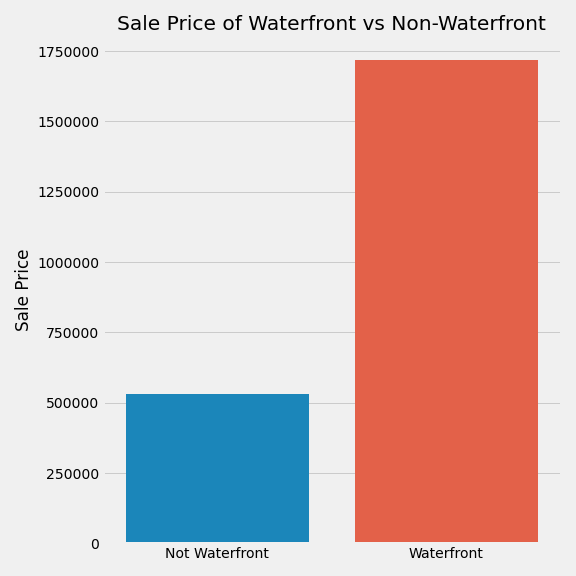 Sale Price of Waterfront vs Non-Waterfront
1750000
1500000
1250000
1000000
750000
500000
250000
0
Sale Price
Not Waterfront
Waterfront